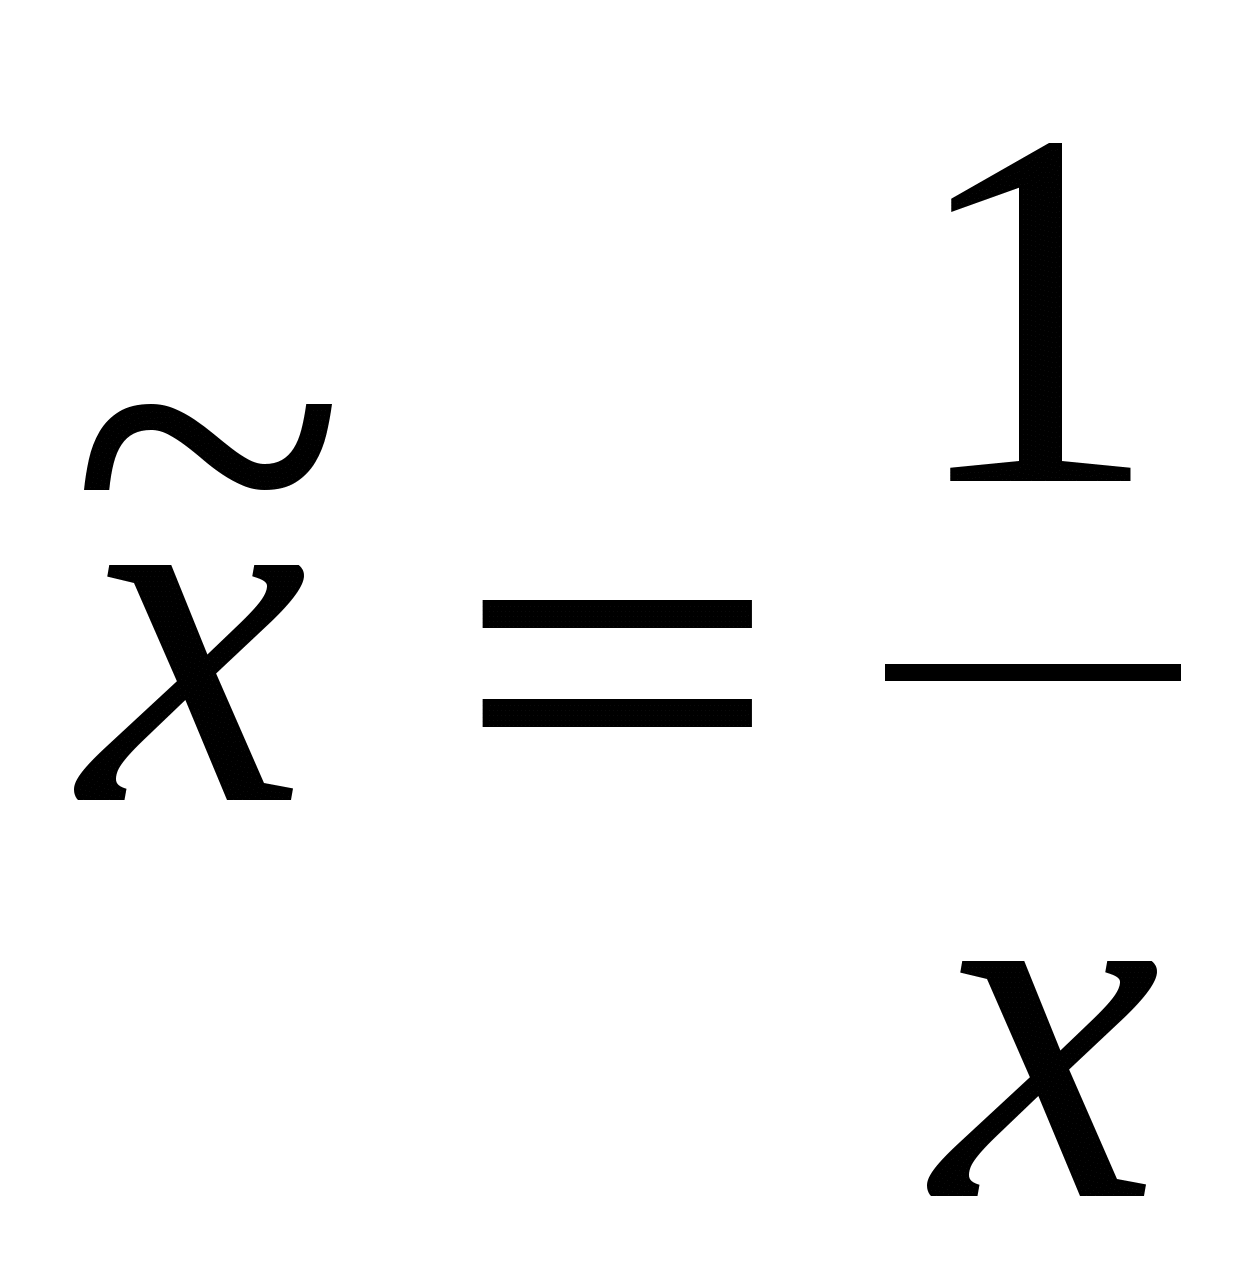 x̃ = 1/x